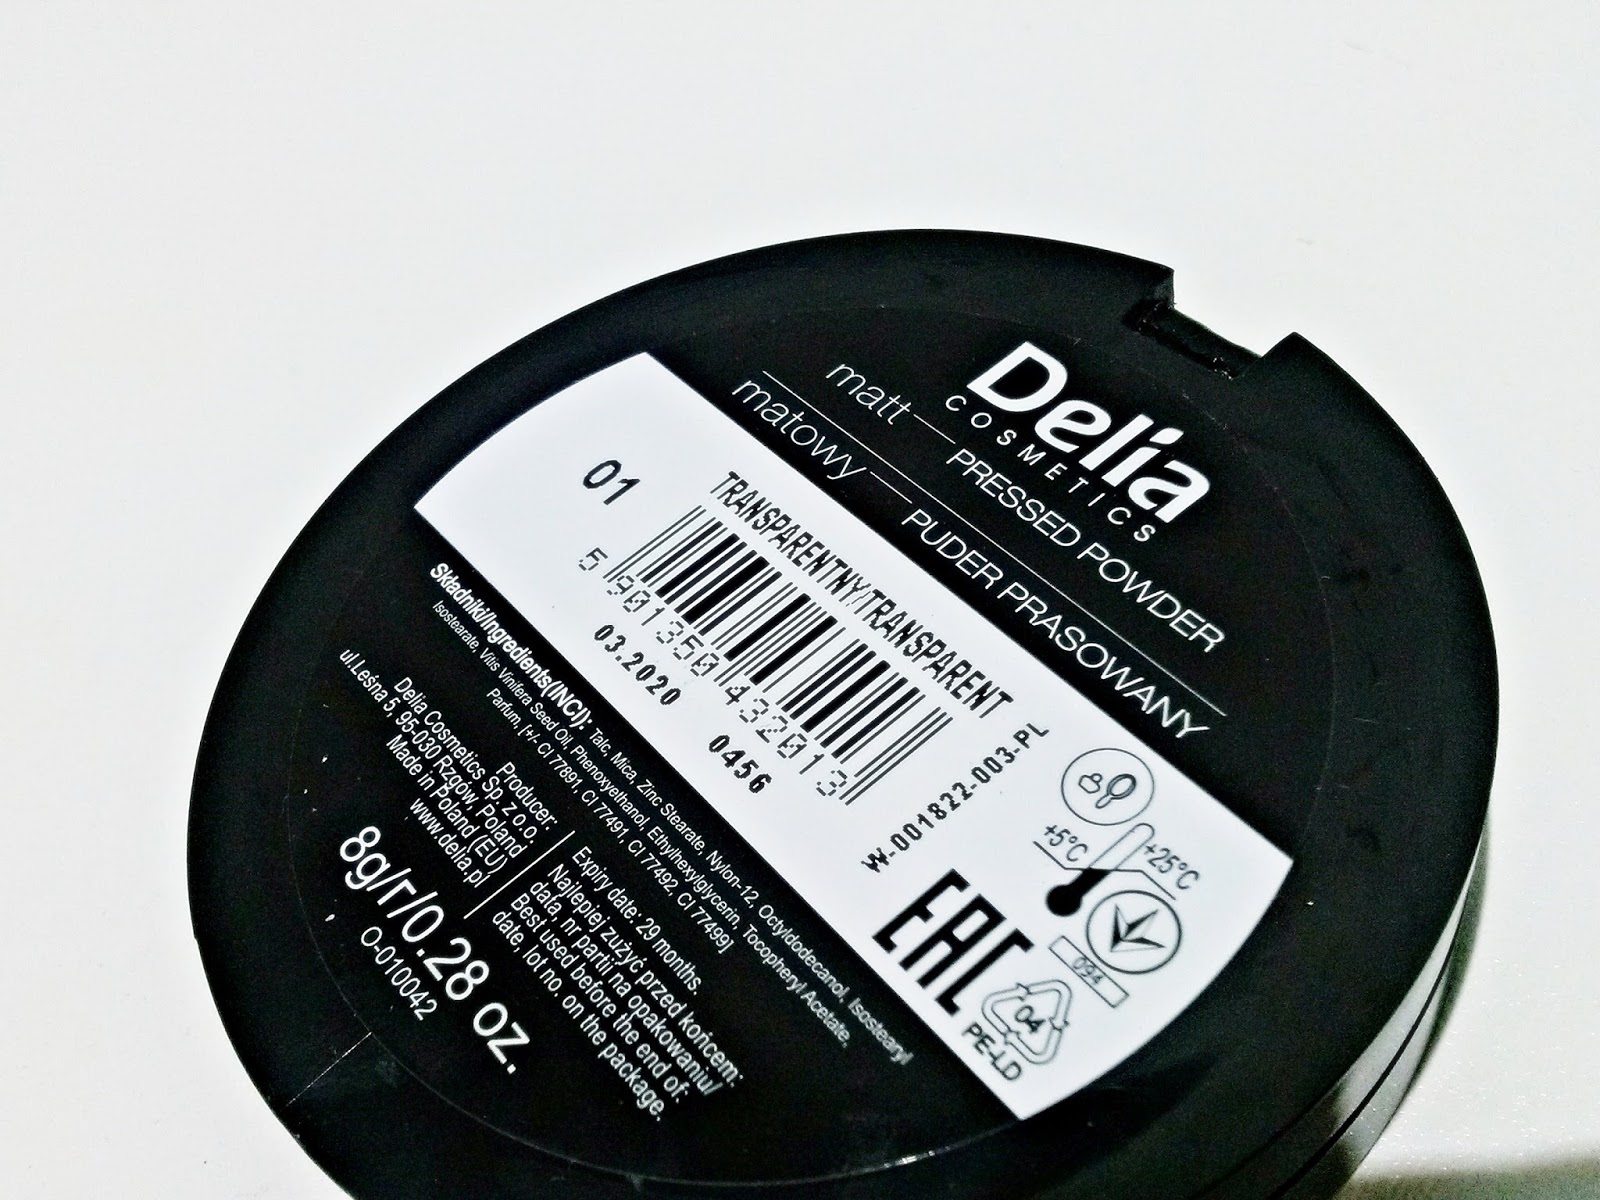 Delia
COSMETICS
matt — PRESSED POWDER
matowy — PUDER PRASOWANY
01
TRANSPARENTNY/TRANSPARENT
5 901350 432013
03.2020 0456
W-001822-003-PL
+5°C
+25°C
094
EAC
04
PE-LD
Składniki/Ingredients(INCI): Talc, Mica, Zinc Stearate, Nylon-12, Octyldodecanol, Isostearyl
Isostearate, Vitis Vinifera Seed Oil, Phenoxyethanol, Ethylhexylglycerin, Tocopheryl Acetate,
Parfum, [+/- CI 77891, CI 77491, CI 77492, CI 77499]
Producer:
Delia Cosmetics Sp. z o.o
ul.Leśna 5, 95-030 Rzgów, Poland
Made in Poland (EU)
www.delia.pl
Expiry date: 29 months.
Najlepiej zużyć przed końcem:
data, nr partii na opakowaniu/
Best used before the end of:
date, lot no. on the package.
8g/г/0.28 oz.
O-010042